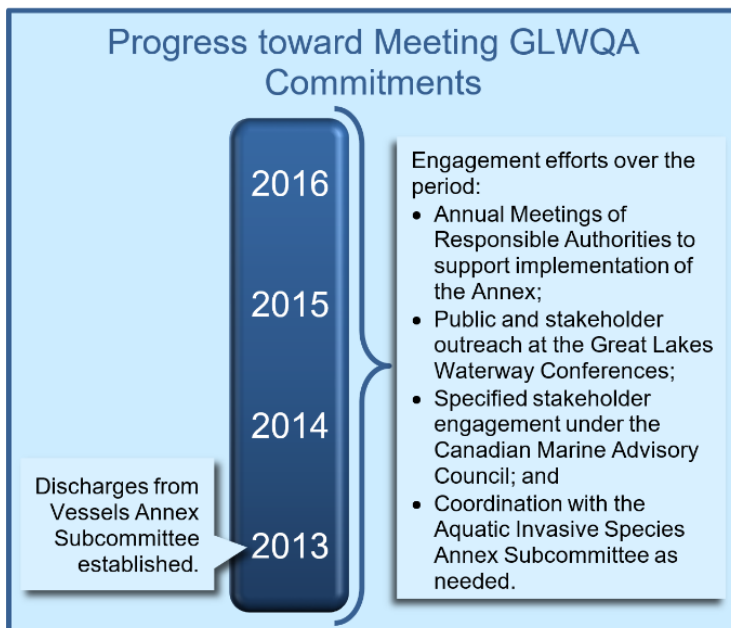 Progress toward Meeting GLWQA
Commitments
2016
2015
2014
2013
Discharges from
Vessels Annex
Subcommittee
established.
Engagement efforts over the
period:
• Annual Meetings of
Responsible Authorities to
support implementation of
the Annex;
• Public and stakeholder
outreach at the Great Lakes
Waterway Conferences;
• Specified stakeholder
engagement under the
Canadian Marine Advisory
Council; and
• Coordination with the
Aquatic Invasive Species
Annex Subcommittee as
needed.